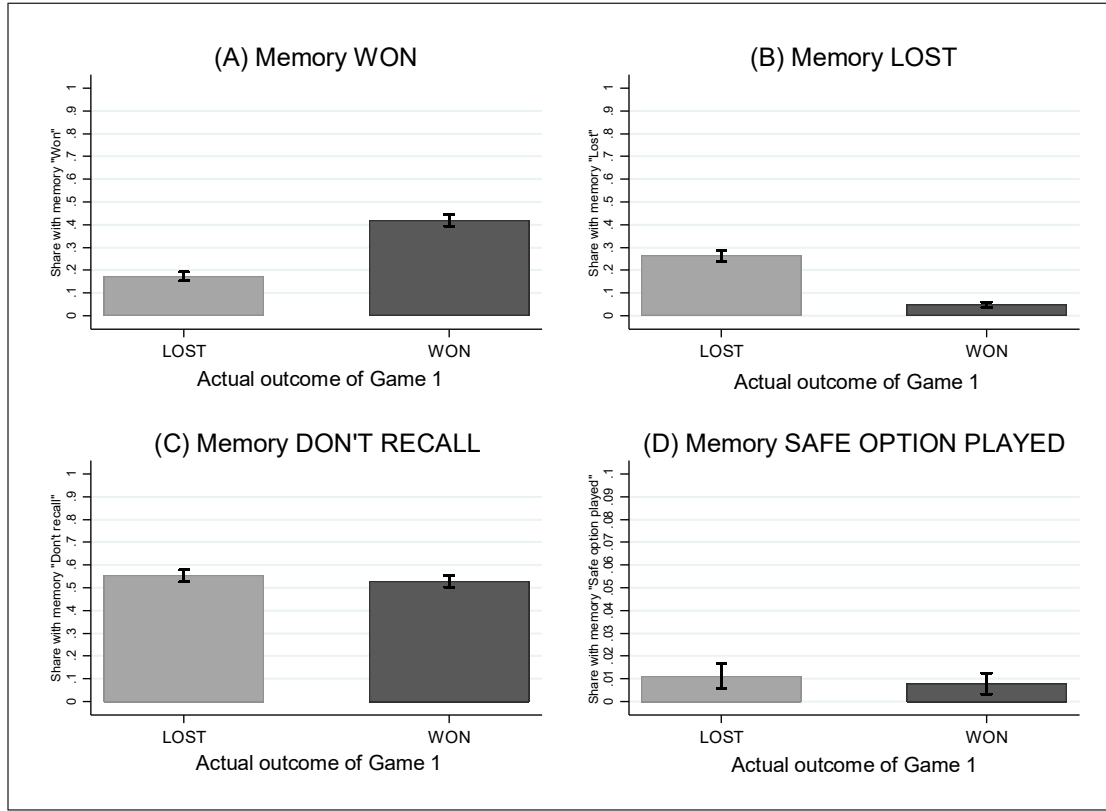 (A) Memory WON
Share with memory "Won"
1
.9
.8
.7
.6
.5
.4
.3
.2
.1
0
LOST WON
Actual outcome of Game 1
(B) Memory LOST
Share with memory "Lost"
1
.9
.8
.7
.6
.5
.4
.3
.2
.1
0
LOST WON
Actual outcome of Game 1
(C) Memory DON'T RECALL
Share with memory "Don't recall"
1
.9
.8
.7
.6
.5
.4
.3
.2
.1
0
LOST WON
Actual outcome of Game 1
(D) Memory SAFE OPTION PLAYED
Share with memory "Safe option played"
.1
.09
.08
.07
.06
.05
.04
.03
.02
.01
0
LOST WON
Actual outcome of Game 1